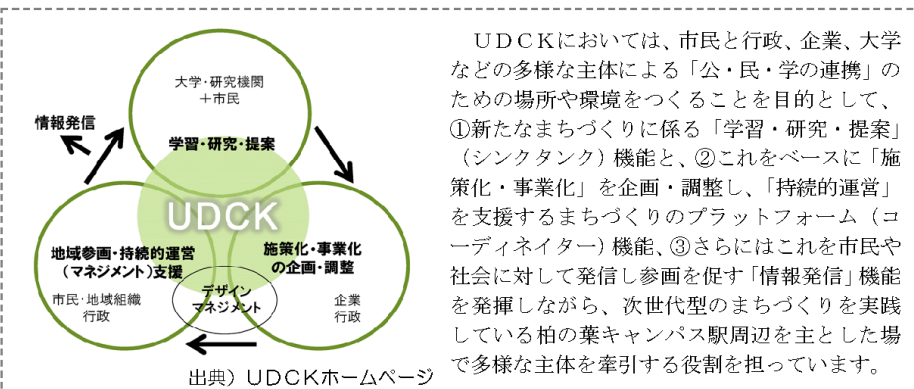 大学・研究機関
＋市民
情報発信
学習・研究・提案
UDCK
地域参画・持続的運営
（マネジメント）支援
施策化・事業化
の企画・調整
市民・地域組織
行政
デザイン
マネジメント
企業
行政
出典）ＵＤＣＫホームページ
ＵＤＣＫにおいては、市民と行政、企業、大学
などの多様な主体による「公・民・学の連携」の
ための場所や環境をつくることを目的として、
①新たなまちづくりに係る「学習・研究・提案」
（シンクタンク）機能と、②これをベースに「施
策化・事業化」を企画・調整し、「持続的運営」
を支援するまちづくりのプラットフォーム（コ
ーディネイター）機能、③さらにはこれを市民や
社会に対して発信し参画を促す「情報発信」機能
を発揮しながら、次世代型のまちづくりを実践
している柏の葉キャンパス駅周辺を主とした場
で多様な主体を牽引する役割を担っています。